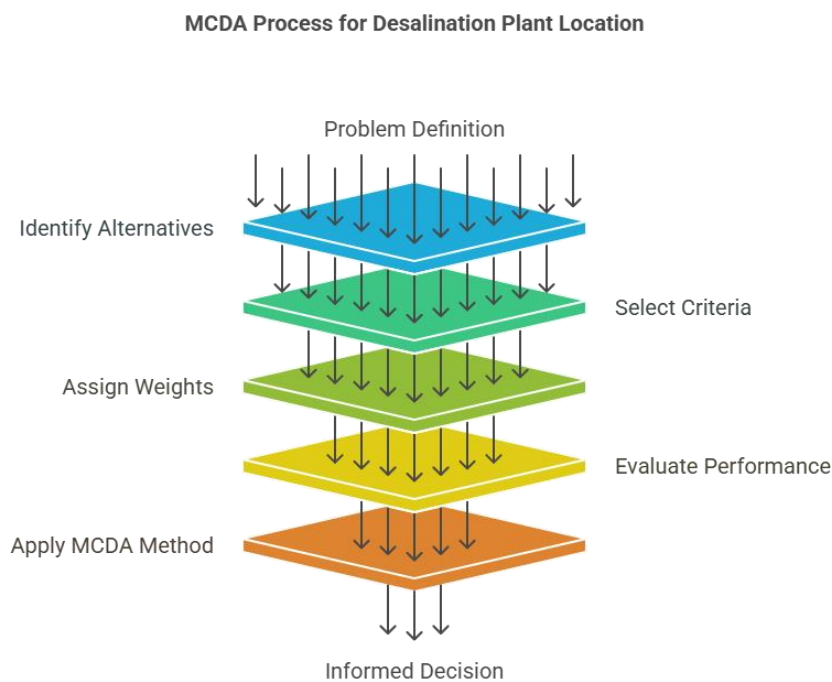 MCDA Process for Desalination Plant Location
Problem Definition
Identify Alternatives
Select Criteria
Assign Weights
Evaluate Performance
Apply MCDA Method
Informed Decision